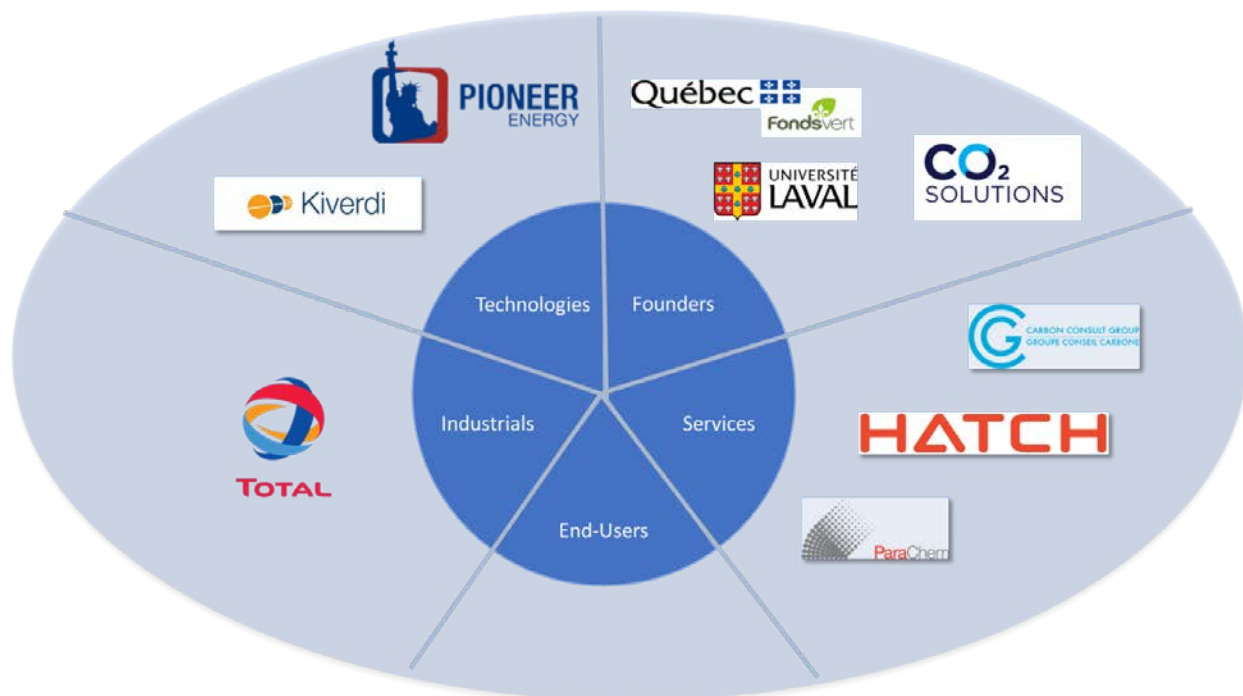 PIONEER
ENERGY
Québec
Fondsvert
Kiverdi
UNIVERSITÉ
LAVAL
CO2
SOLUTIONS
Technologies
Founders
CARBON CONSULT GROUP
GROUPE CONSEIL CARBONE
Industrials
Services
HATCH
TOTAL
End-Users
ParaChem